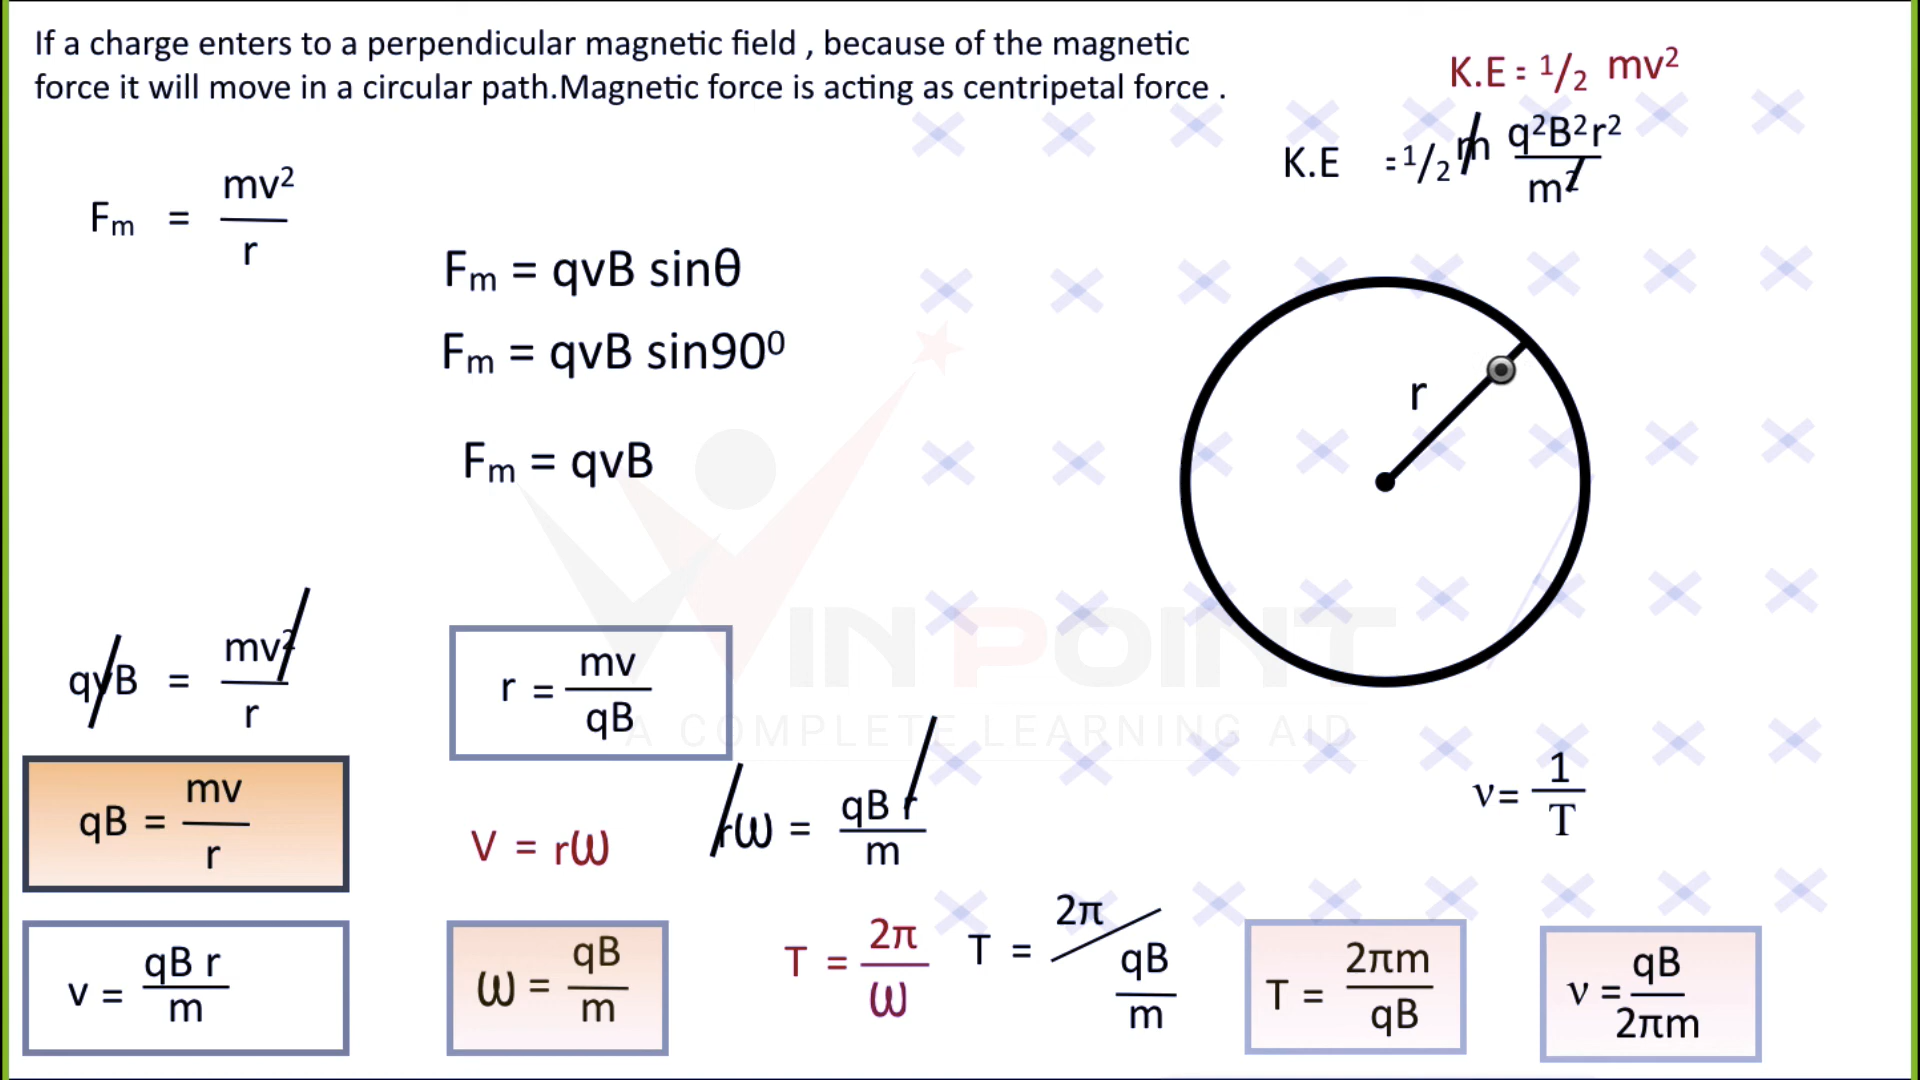 If a charge enters to a perpendicular magnetic field , because of the magnetic
force it will move in a circular path.Magnetic force is acting as centripetal force .
K.E = 1/2 mv²
K.E = 1/2 m q²B²r² / m²
Fₘ = mv² / r
Fₘ = qvB sinθ
Fₘ = qvB sin90⁰
Fₘ = qvB
r
qvB = mv² / r
r = mv / qB
qB = mv / r
V = rω
rω = qB r / m
ν = 1 / T
v = qB r / m
ω = qB / m
T = 2π / ω
T = 2π / qB / m
T = 2πm / qB
ν = qB / 2πm
WINPOINT
A COMPLETE LEARNING AID